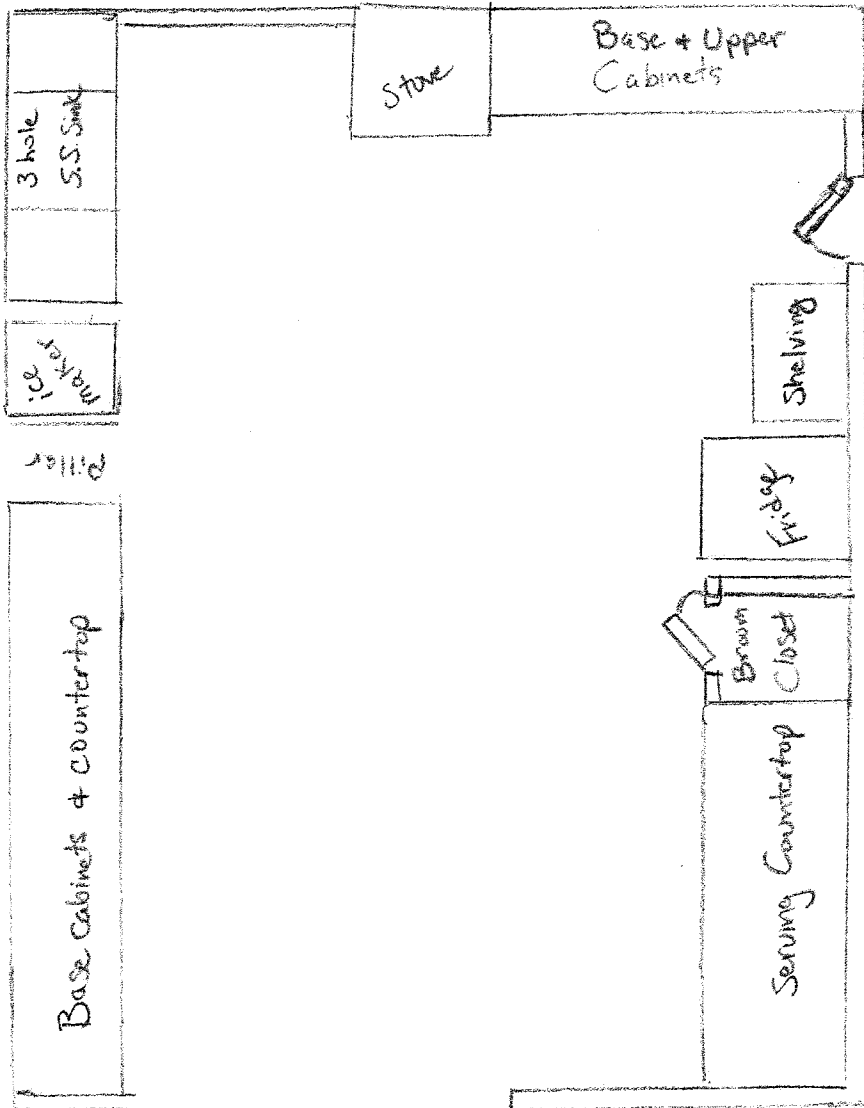 Base + Upper
Cabinets
Stove
3 hole
S.S. Sink
ice
maker
Pillar
Base cabinets + countertop
Shelving
Fridge
Broom
Closet
Serving Countertop